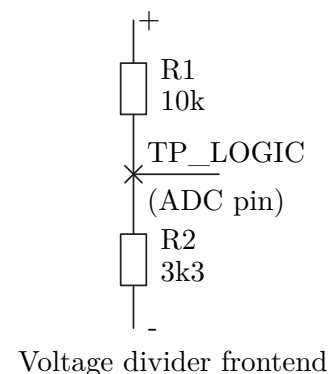 +
R1
10k
TP_LOGIC
(ADC pin)
R2
3k3
-
Voltage divider frontend